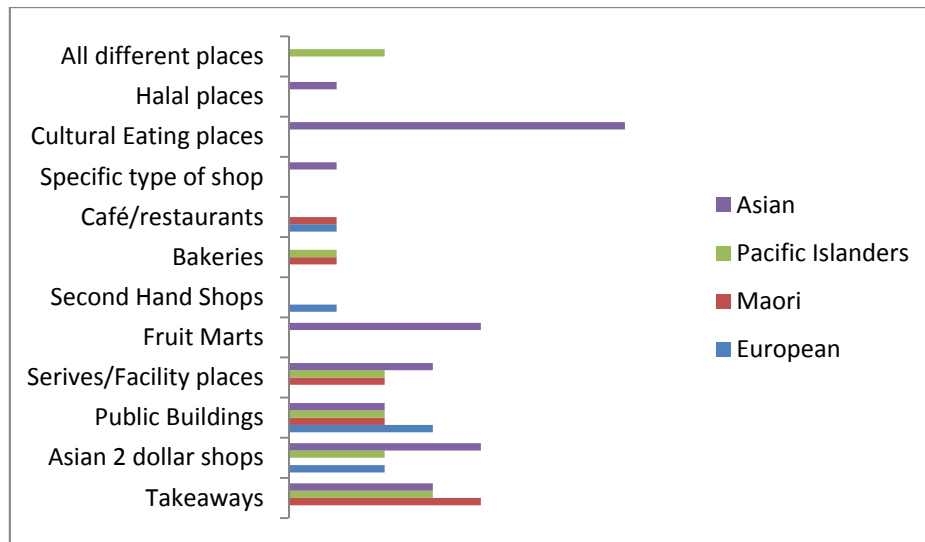 All different places
Halal places
Cultural Eating places
Specific type of shop
Café/restaurants
Bakeries
Second Hand Shops
Fruit Marts
Serives/Facility places
Public Buildings
Asian 2 dollar shops
Takeaways
Asian
Pacific Islanders
Maori
European